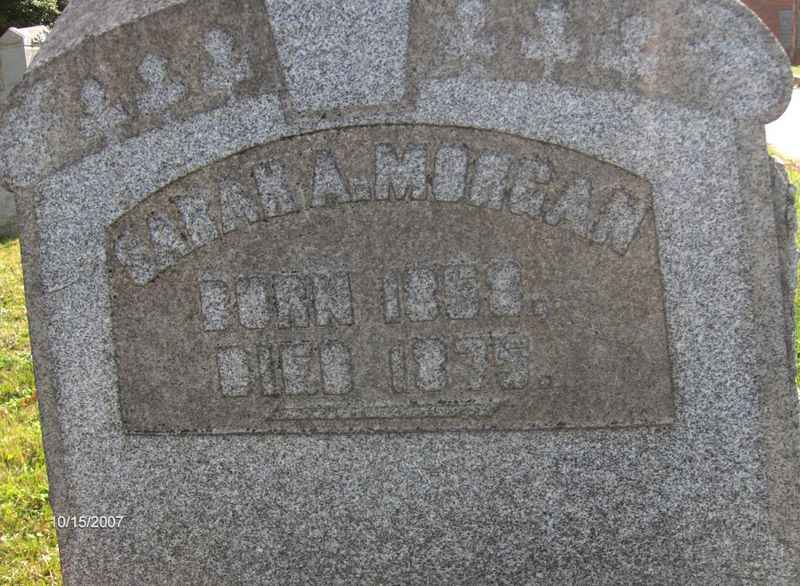 SARAH A. MORGAN
BORN 1858.
DIED 1875.
10/15/2007